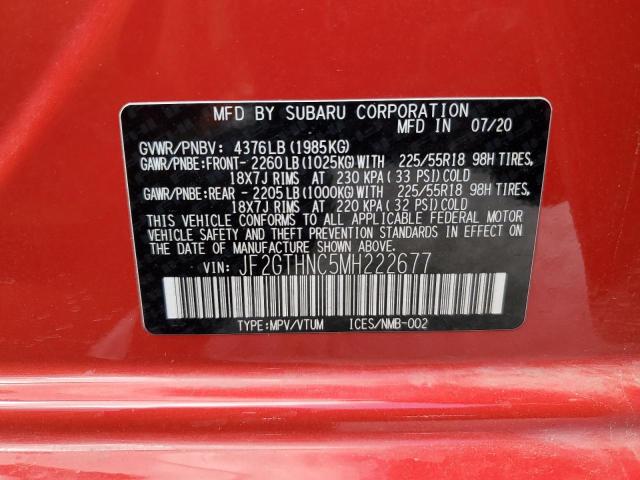 MFD BY SUBARU CORPORATION
MFD IN 07/20
GVWR/PNBV: 4376LB(1985KG)
GAWR/PNBE:FRONT- 2260LB(1025KG)WITH 225/55R18 98H TIRES,
18X7J RIMS AT 230 KPA(33 PSI)COLD
GAWR/PNBE:REAR - 2205LB(1000KG)WITH 225/55R18 98H TIRES,
18X7J RIMS AT 220 KPA(32 PSI)COLD
THIS VEHICLE CONFORMS TO ALL APPLICABLE FEDERAL MOTOR
VEHICLE SAFETY AND THEFT PREVENTION STANDARDS IN EFFECT
ON THE DATE OF MANUFACTURE SHOWN ABOVE.
VIN: JF2GTHNC5MH222677
TYPE:MPV/VTUM ICES/NMB-002